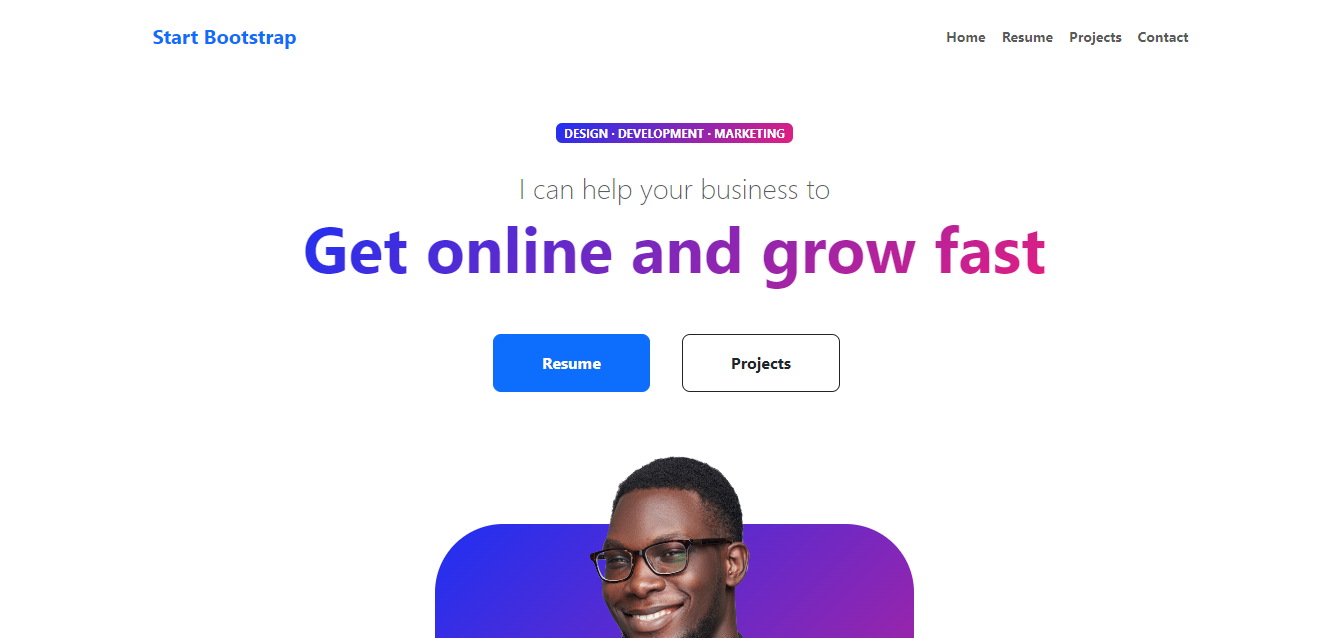 Start Bootstrap
Home Resume Projects Contact
DESIGN · DEVELOPMENT · MARKETING
I can help your business to
Get online and grow fast
Resume Projects